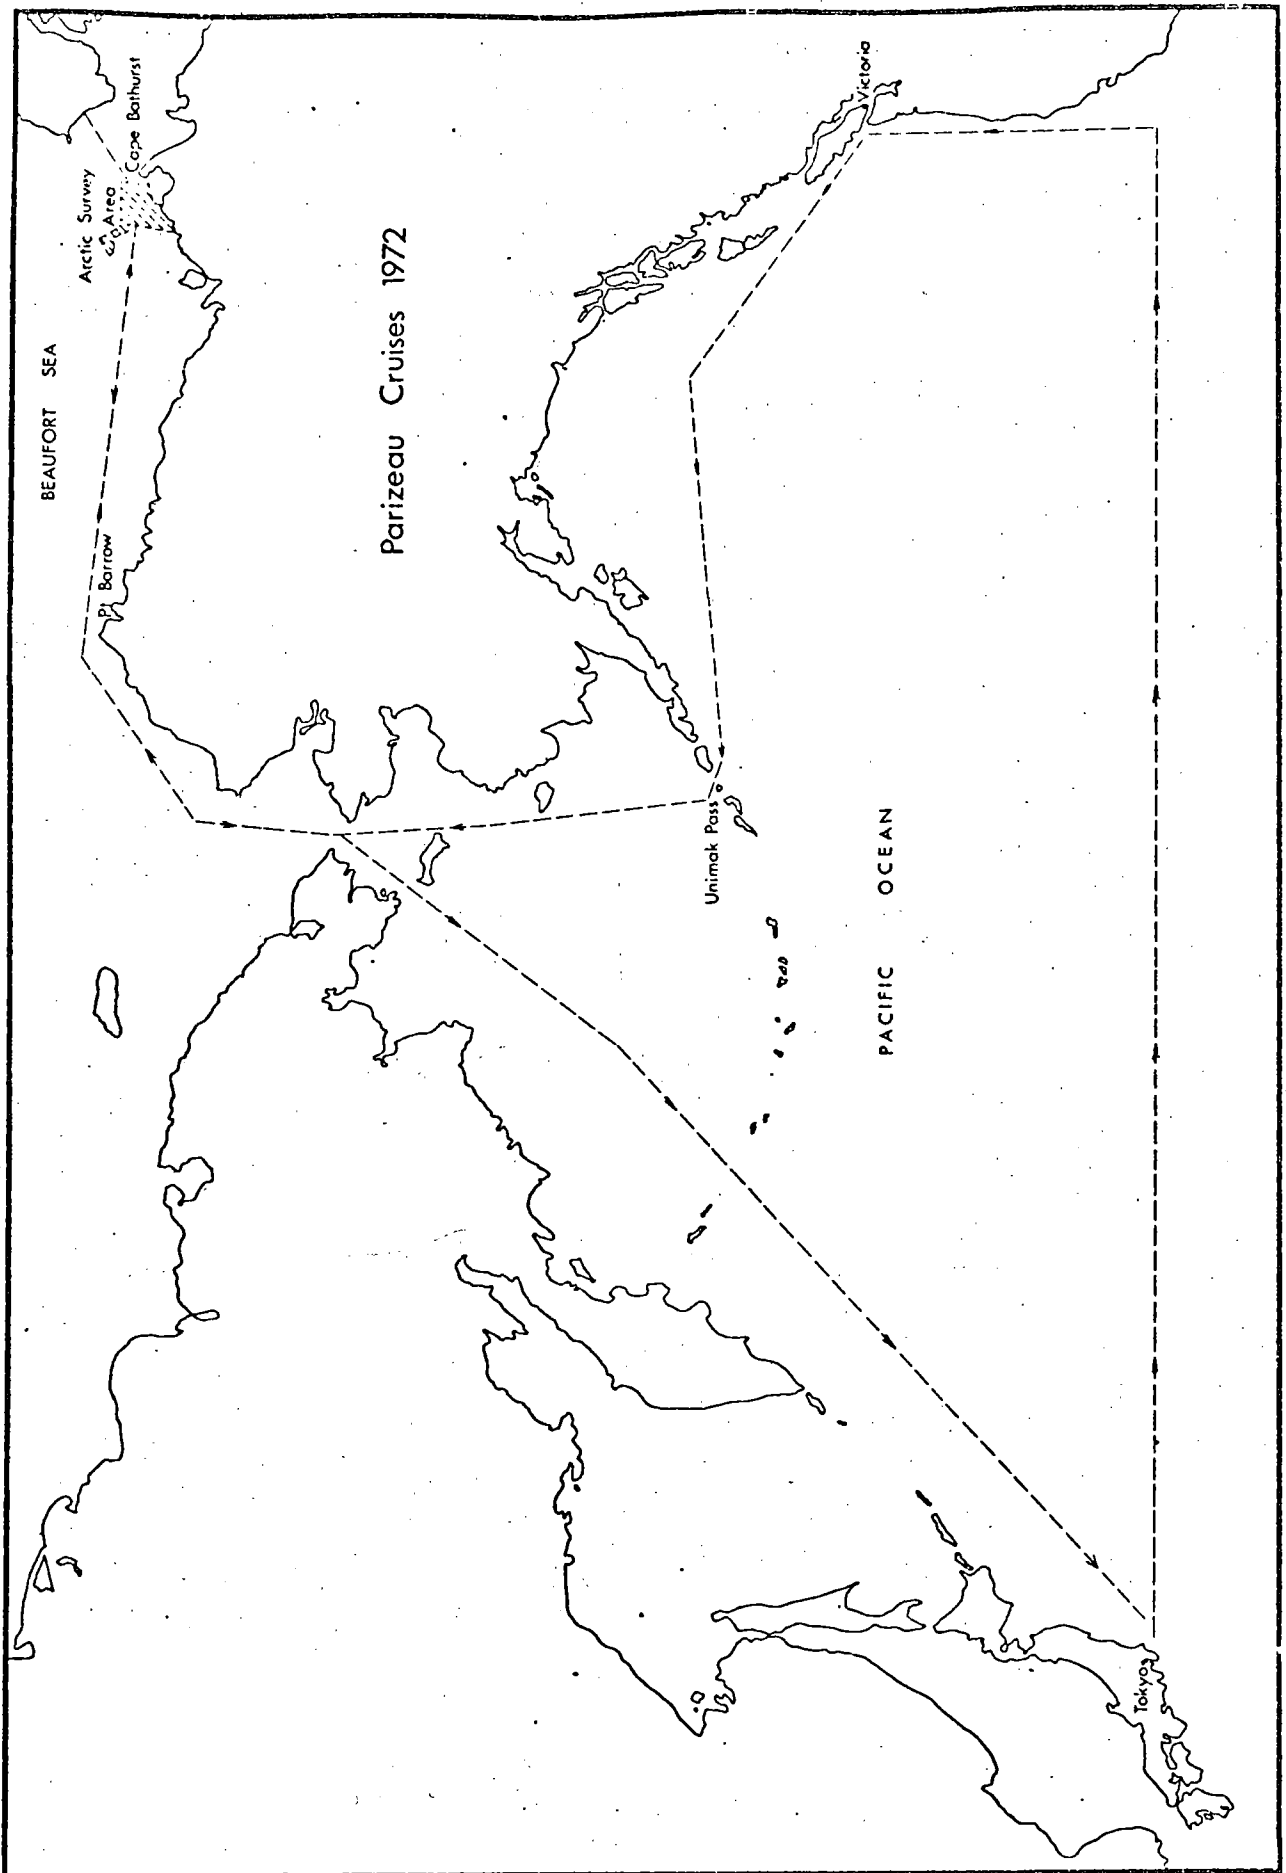 BEAUFORT SEA
Arctic Survey
Area
Cape Bathurst
Pt Barrow
Parizeau Cruises 1972
Victoria
Unimak Pass
PACIFIC OCEAN
Tokyo